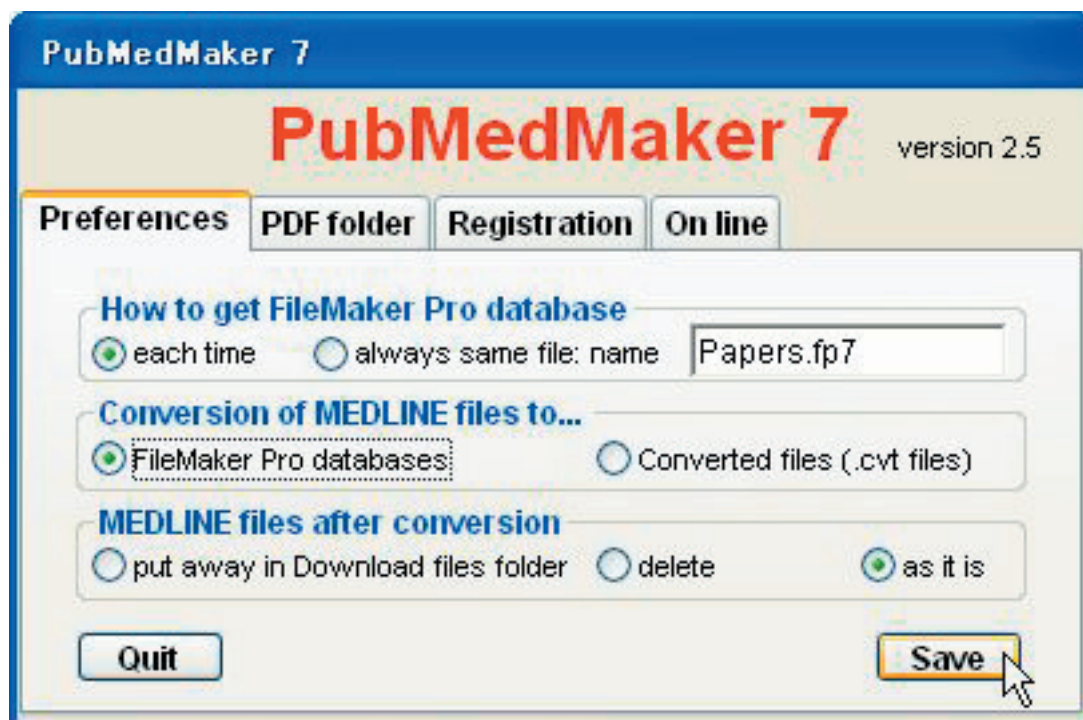 PubMedMaker 7
PubMedMaker 7 version 2.5
Preferences PDF folder Registration On line
How to get FileMaker Pro database
each time always same file: name Papers.fp7
Conversion of MEDLINE files to...
FileMaker Pro databases Converted files (.cvt files)
MEDLINE files after conversion
put away in Download files folder delete as it is
Quit Save